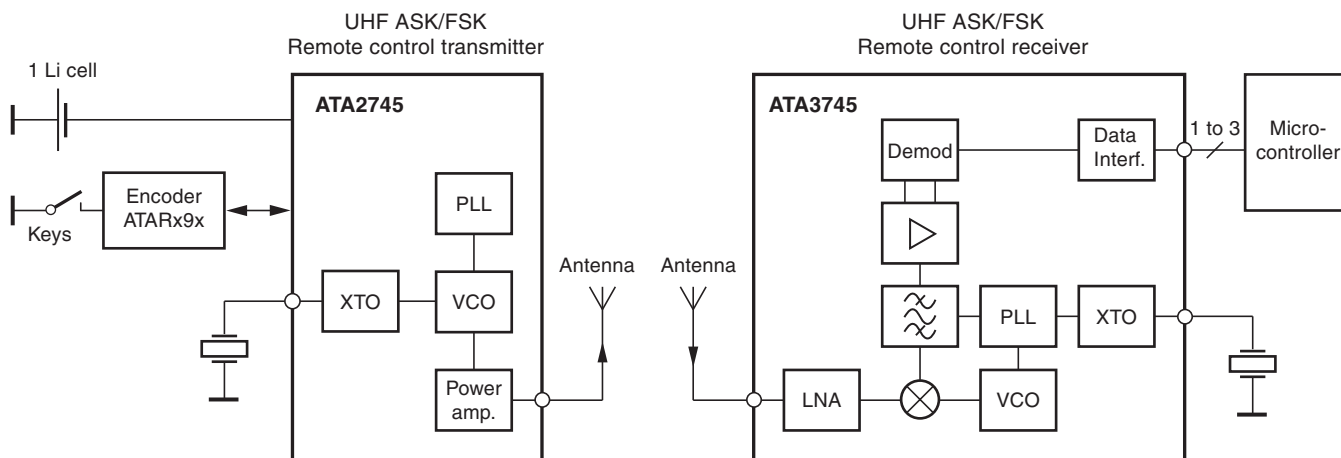 UHF ASK/FSK
Remote control transmitter
UHF ASK/FSK
Remote control receiver
1 Li cell
ATA2745
ATA3745
Demod
Data
Interf.
1 to 3
Micro-
controller
Encoder
ATARx9x
Keys
PLL
Antenna
Antenna
XTO
VCO
PLL
XTO
Power
amp.
LNA
VCO